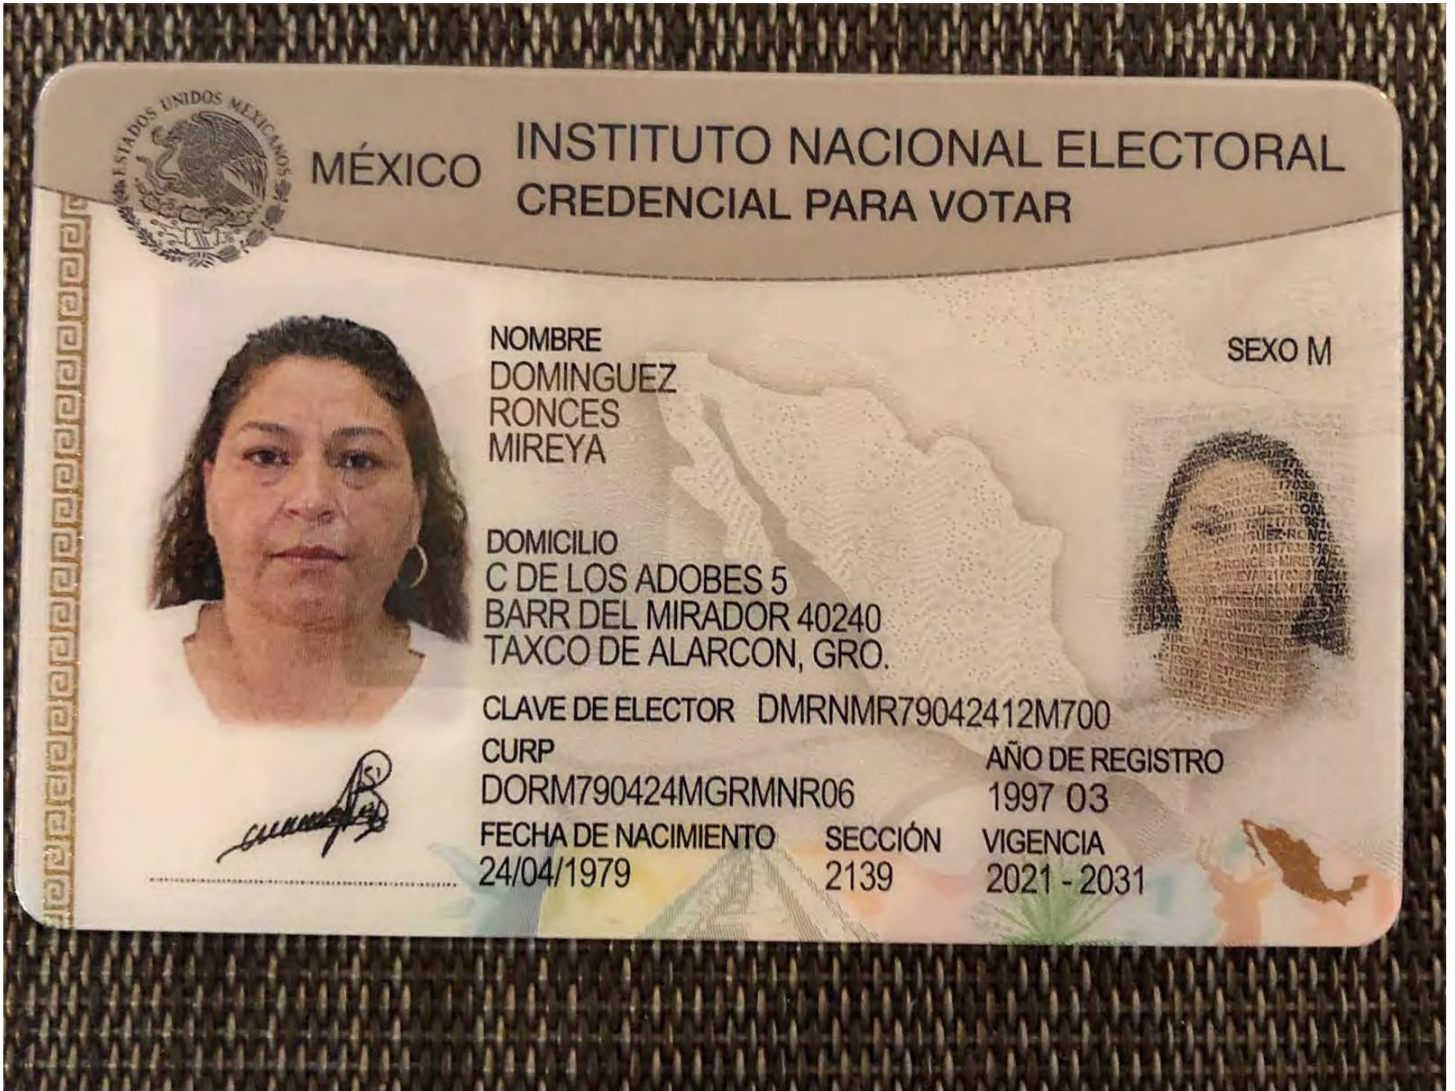 ESTADOS UNIDOS MEXICANOS
MÉXICO
INSTITUTO NACIONAL ELECTORAL
CREDENCIAL PARA VOTAR
NOMBRE
DOMINGUEZ
RONCES
MIREYA
SEXO M
DOMICILIO
C DE LOS ADOBES 5
BARR DEL MIRADOR 40240
TAXCO DE ALARCON, GRO.
CLAVE DE ELECTOR DMRNMR79042412M700
CURP
DORM790424MGRMNR06
AÑO DE REGISTRO
1997 03
FECHA DE NACIMIENTO
24/04/1979
SECCIÓN
2139
VIGENCIA
2021 - 2031